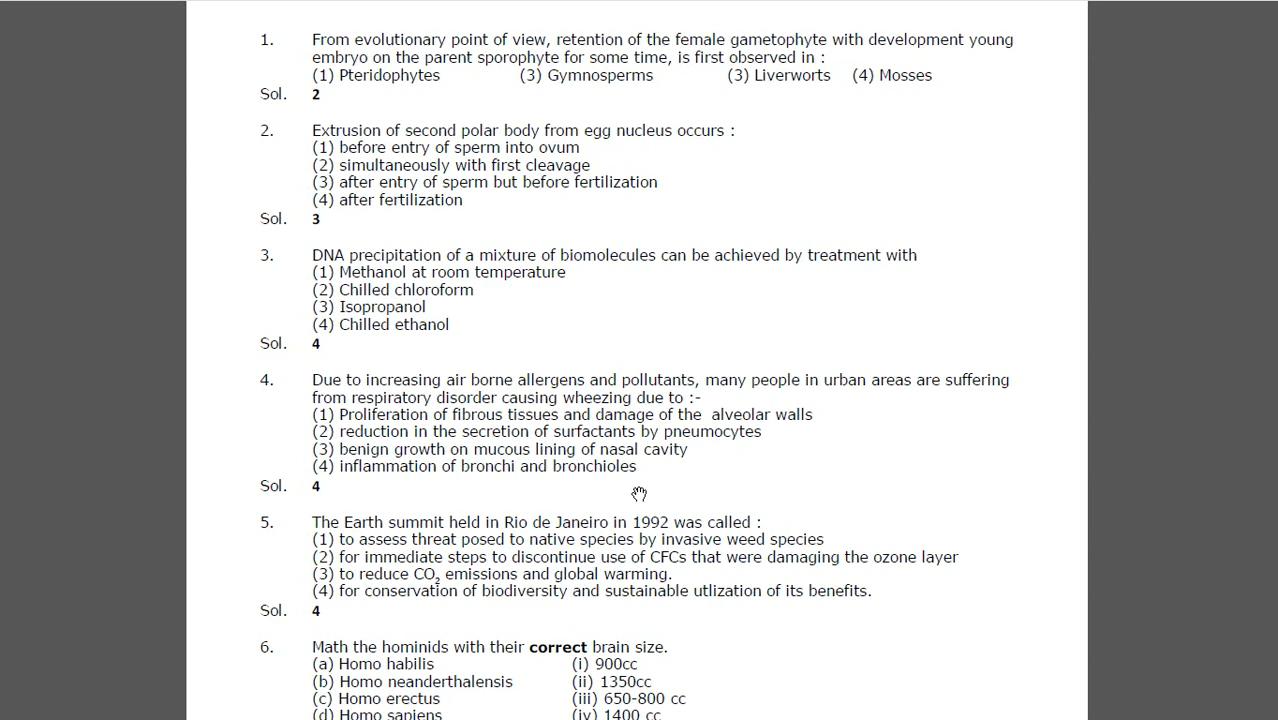 1. From evolutionary point of view, retention of the female gametophyte with development young
embryo on the parent sporophyte for some time, is first observed in :
(1) Pteridophytes (3) Gymnosperms (3) Liverworts (4) Mosses
Sol. 2
2. Extrusion of second polar body from egg nucleus occurs :
(1) before entry of sperm into ovum
(2) simultaneously with first cleavage
(3) after entry of sperm but before fertilization
(4) after fertilization
Sol. 3
3. DNA precipitation of a mixture of biomolecules can be achieved by treatment with
(1) Methanol at room temperature
(2) Chilled chloroform
(3) Isopropanol
(4) Chilled ethanol
Sol. 4
4. Due to increasing air borne allergens and pollutants, many people in urban areas are suffering
from respiratory disorder causing wheezing due to :-
(1) Proliferation of fibrous tissues and damage of the alveolar walls
(2) reduction in the secretion of surfactants by pneumocytes
(3) benign growth on mucous lining of nasal cavity
(4) inflammation of bronchi and bronchioles
Sol. 4
5. The Earth summit held in Rio de Janeiro in 1992 was called :
(1) to assess threat posed to native species by invasive weed species
(2) for immediate steps to discontinue use of CFCs that were damaging the ozone layer
(3) to reduce CO₂ emissions and global warming.
(4) for conservation of biodiversity and sustainable utlization of its benefits.
Sol. 4
6. Math the hominids with their correct brain size.
(a) Homo habilis (i) 900cc
(b) Homo neanderthalensis (ii) 1350cc
(c) Homo erectus (iii) 650-800 cc
(d) Homo sapiens (iv) 1400 cc